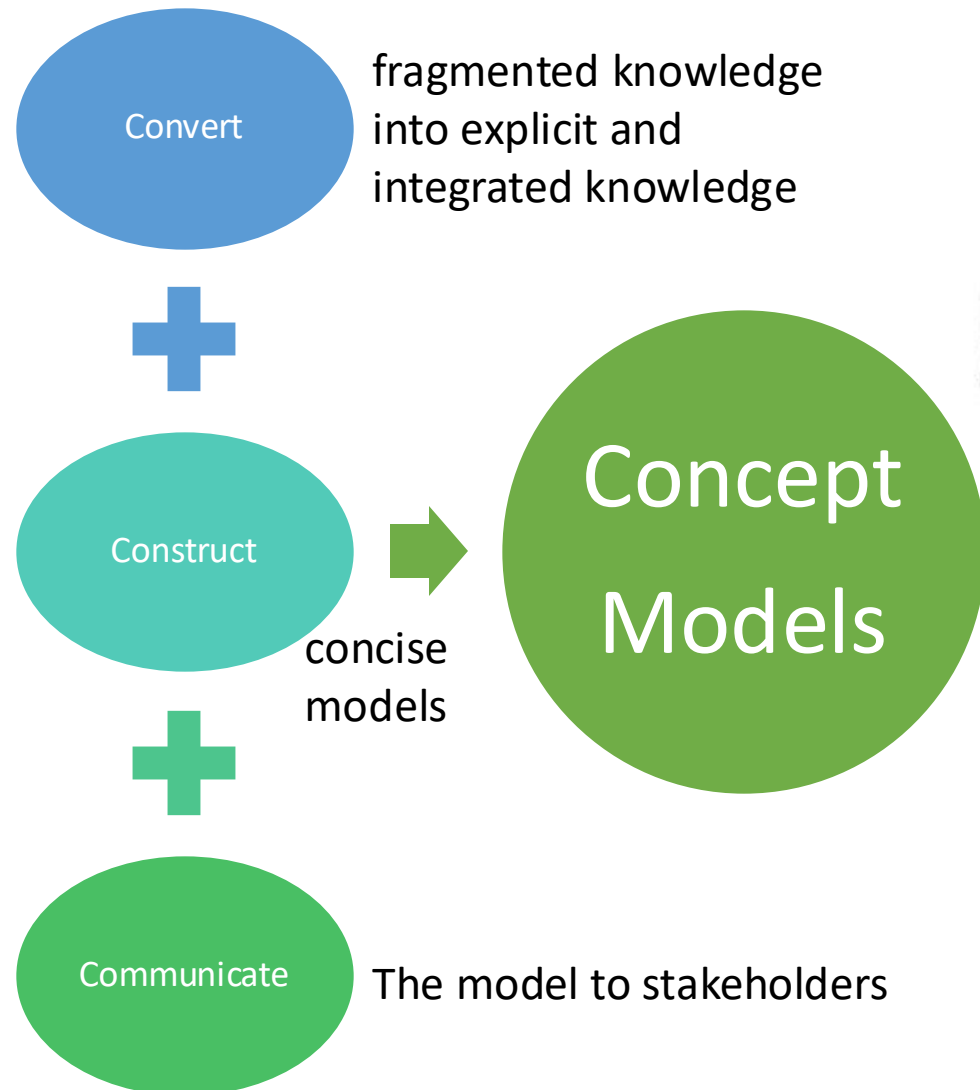 Convert
fragmented knowledge
into explicit and
integrated knowledge
Construct
concise
models
Concept
Models
Communicate
The model to stakeholders